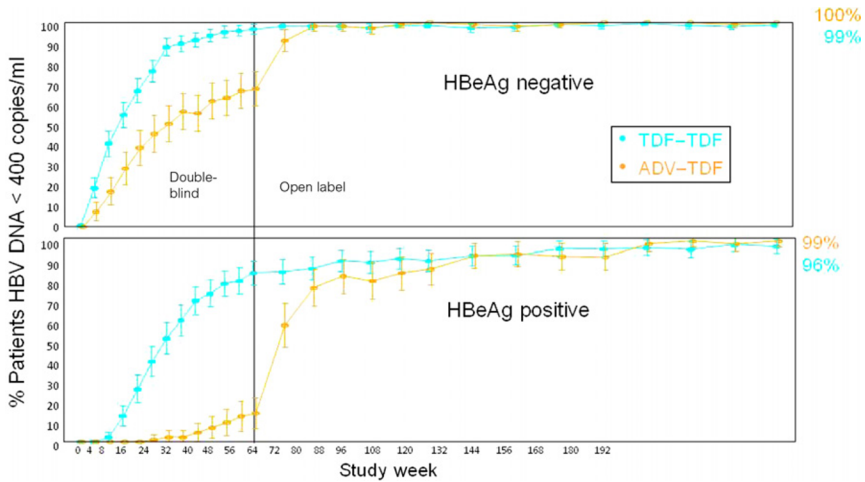 % Patients HBV DNA < 400 copies/ml
100
90
80
70
60
50
40
30
20
10
0
100%
99%
HBeAg negative
TDF–TDF
ADV–TDF
Double-
blind
Open label
100
90
80
70
60
50
40
30
20
10
0
99%
96%
HBeAg positive
0 4 8 16 24 32 40 48 56 64 72 80 88 96 108 120 132 144 156 168 180 192
Study week